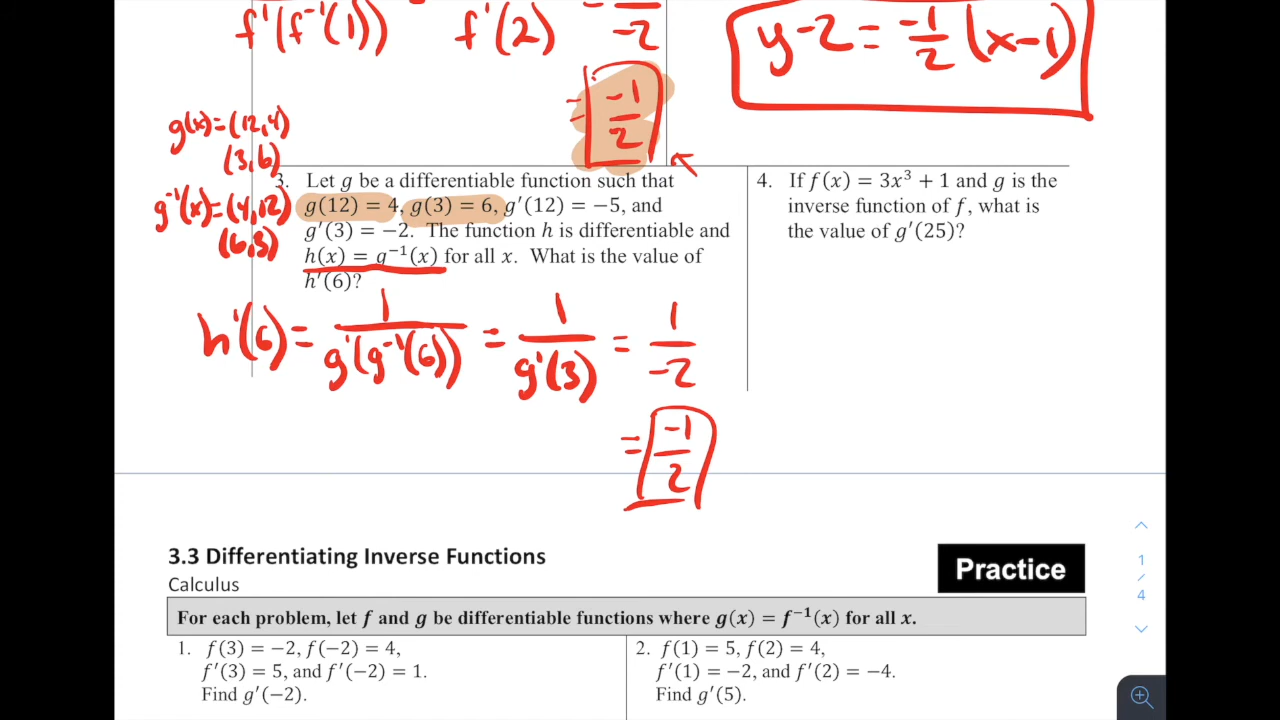 f'(f⁻¹(1)) f'(2) -2
y-2 = -1/2 (x-1)
= -1/2
g(x)=(12,4)
(3,6)
g⁻¹(x)=(4,12)
(6,3)
3. Let g be a differentiable function such that
g(12) = 4, g(3) = 6, g′(12) = −5, and
g′(3) = −2. The function h is differentiable and
h(x) = g⁻¹(x) for all x. What is the value of
h′(6)?
h'(6) = 1/g'(g⁻¹(6)) = 1/g'(3) = 1/-2
= -1/2
4. If f(x) = 3x³ + 1 and g is the
inverse function of f, what is
the value of g′(25)?
3.3 Differentiating Inverse Functions
Calculus
Practice
For each problem, let f and g be differentiable functions where g(x) = f⁻¹(x) for all x.
1. f(3) = −2, f(−2) = 4,
f′(3) = 5, and f′(−2) = 1.
Find g′(−2).
2. f(1) = 5, f(2) = 4,
f′(1) = −2, and f′(2) = −4.
Find g′(5).
1
/
4